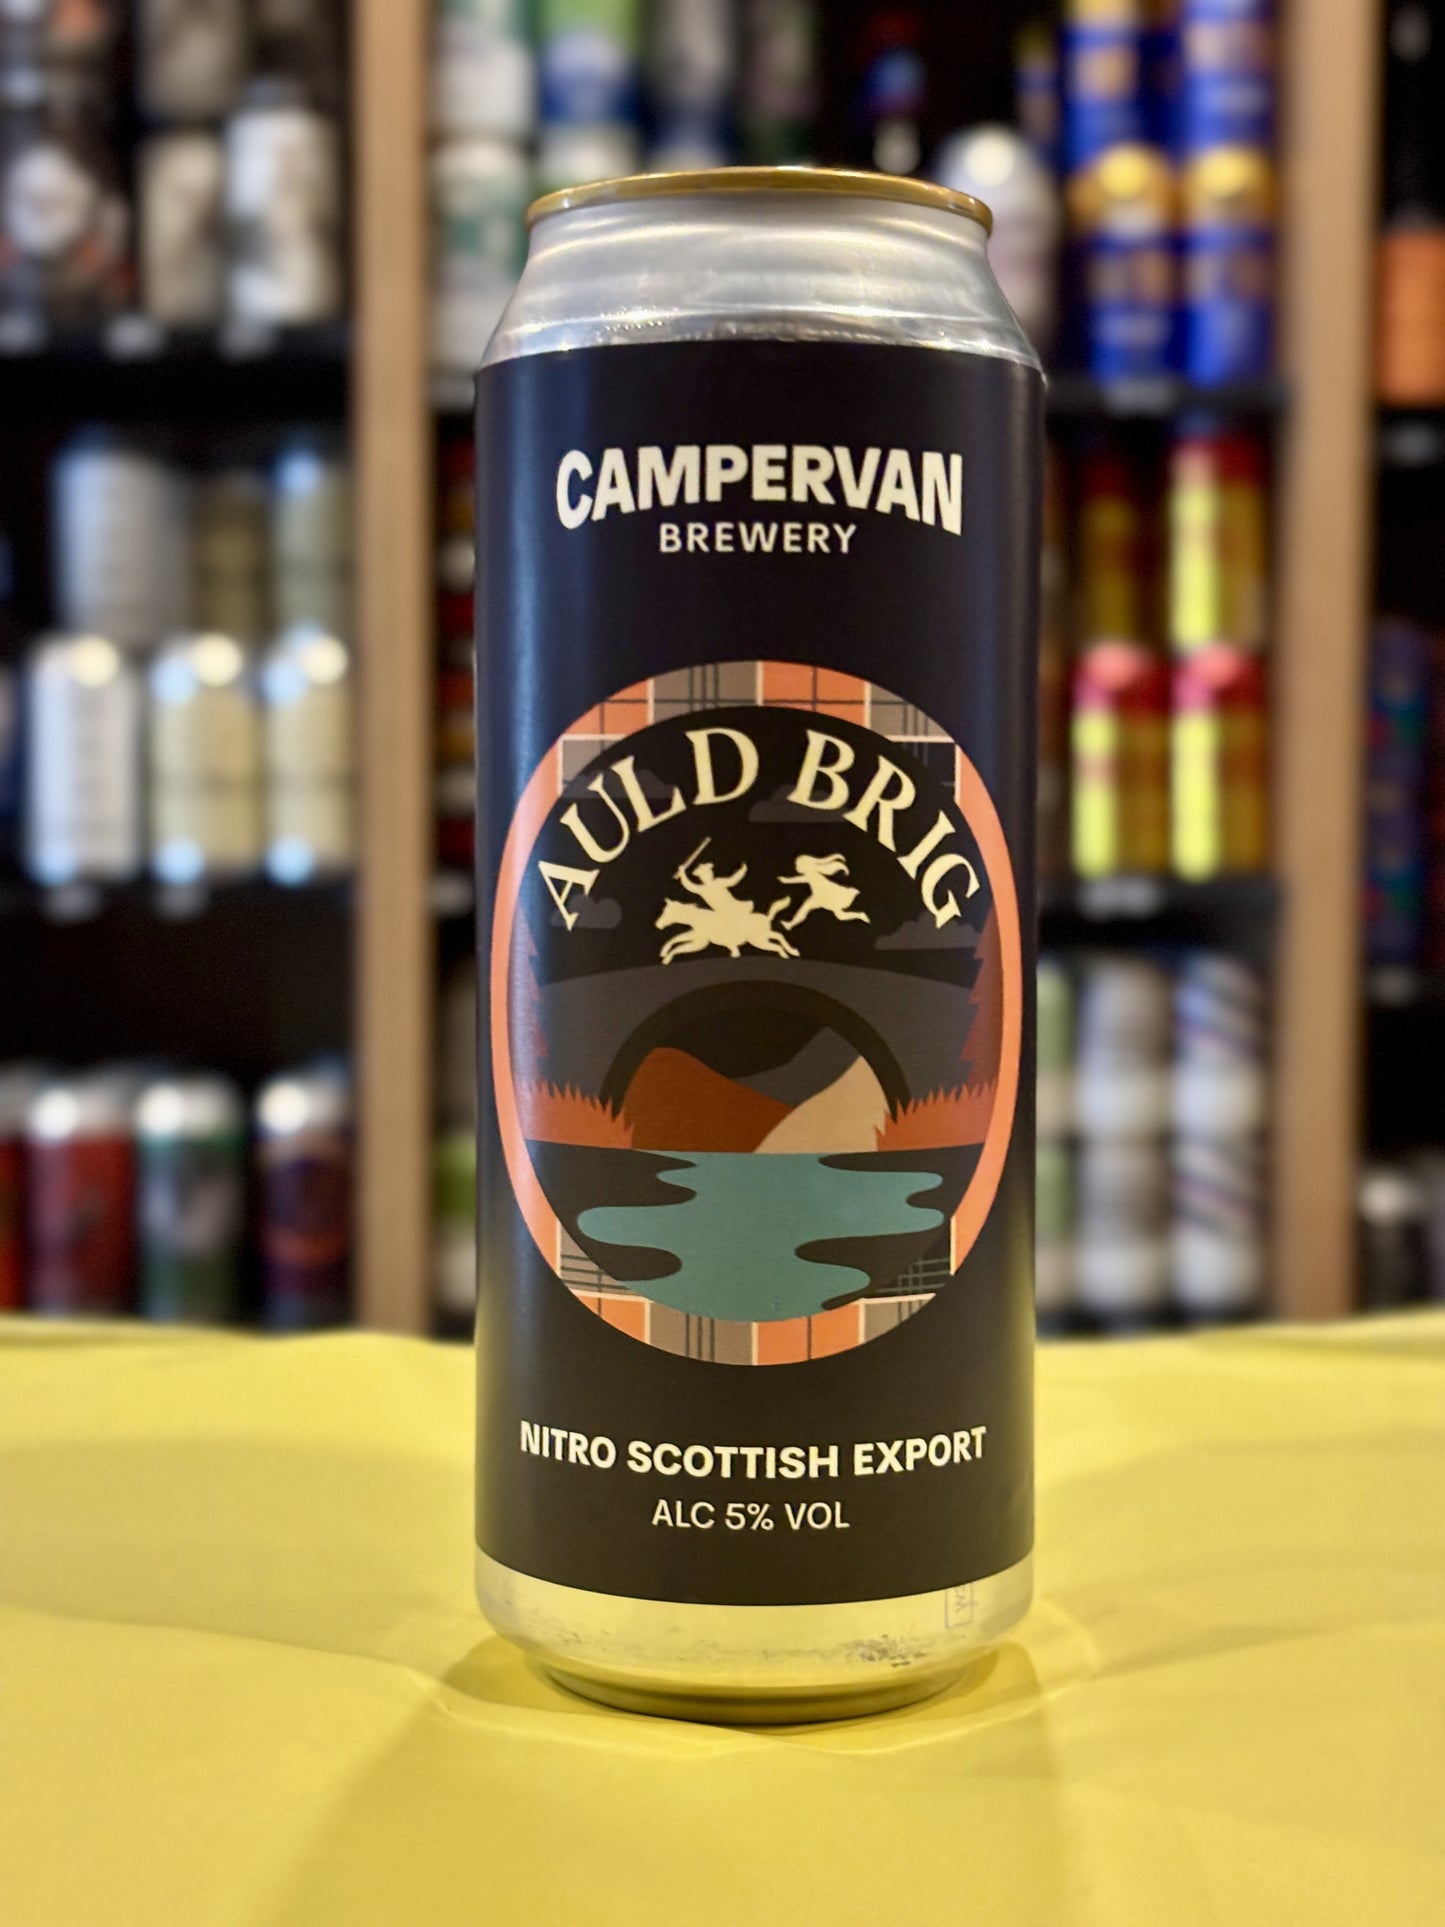 CAMPERVAN
BREWERY
AULD BRIG
NITRO SCOTTISH EXPORT
ALC 5% VOL